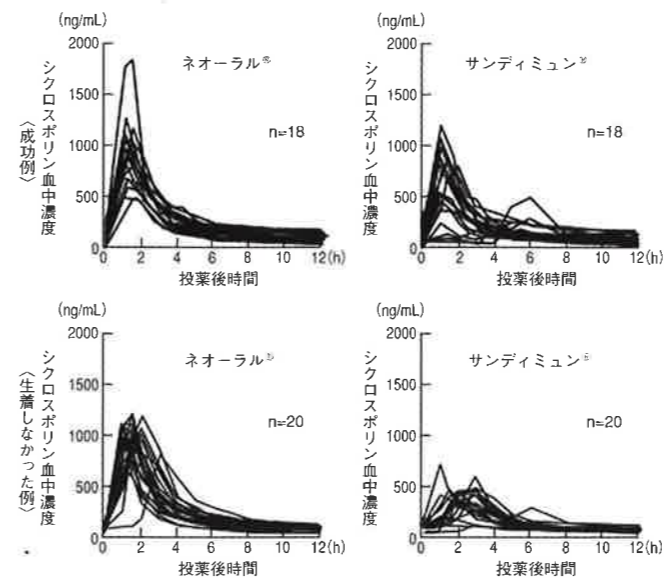 (ng/mL)
2000
1500
1000
500
0
シクロスポリン血中濃度
〈成功例〉
ネオーラル®
n=18
0 2 4 6 8 10 12(h)
投薬後時間
(ng/mL)
2000
1500
1000
500
0
シクロスポリン血中濃度
サンディミュン®
n=18
0 2 4 6 8 10 12(h)
投薬後時間
(ng/mL)
2000
1500
1000
500
0
シクロスポリン血中濃度
〈生着しなかった例〉
ネオーラル®
n=20
0 2 4 6 8 10 12(h)
投薬後時間
(ng/mL)
2000
1500
1000
500
0
シクロスポリン血中濃度
サンディミュン®
n=20
0 2 4 6 8 10 12(h)
投薬後時間